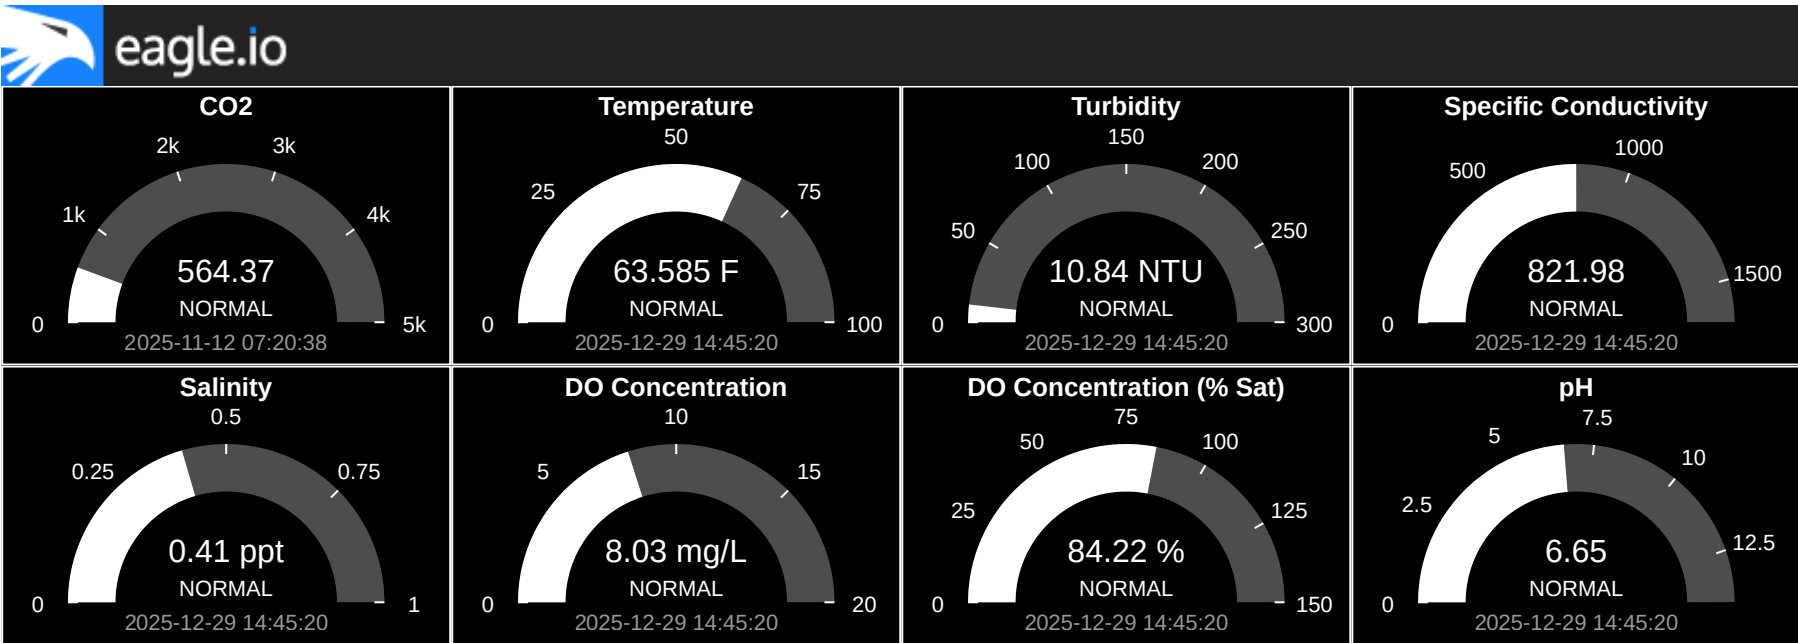 eagle.io
CO2
0
1k
2k
3k
4k
5k
564.37
NORMAL
2025-11-12 07:20:38
Temperature
0
25
50
75
100
63.585 F
NORMAL
2025-12-29 14:45:20
Turbidity
0
50
100
150
200
250
300
10.84 NTU
NORMAL
2025-12-29 14:45:20
Specific Conductivity
0
500
1000
1500
821.98
NORMAL
2025-12-29 14:45:20
Salinity
0
0.25
0.5
0.75
1
0.41 ppt
NORMAL
2025-12-29 14:45:20
DO Concentration
0
5
10
15
20
8.03 mg/L
NORMAL
2025-12-29 14:45:20
DO Concentration (% Sat)
0
25
50
75
100
125
150
84.22 %
NORMAL
2025-12-29 14:45:20
pH
0
2.5
5
7.5
10
12.5
6.65
NORMAL
2025-12-29 14:45:20